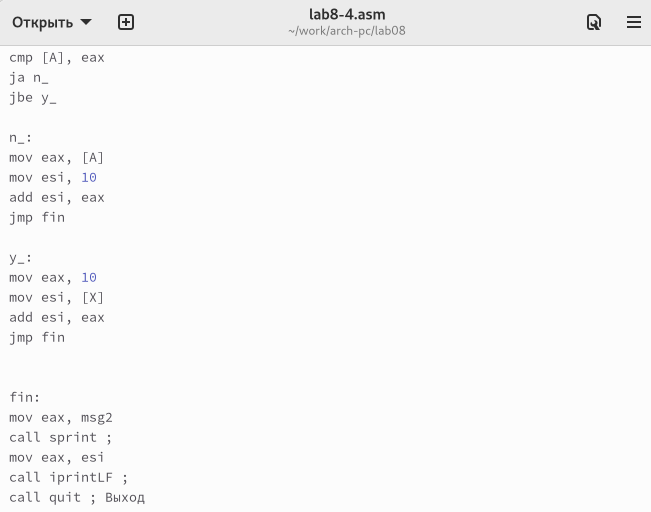 Открыть
lab8-4.asm
~/work/arch-pc/lab08
cmp [A], eax
ja n_
jbe y_
n_:
mov eax, [A]
mov esi, 10
add esi, eax
jmp fin
y_:
mov eax, 10
mov esi, [X]
add esi, eax
jmp fin
fin:
mov eax, msg2
call sprint ;
mov eax, esi
call iprintLF ;
call quit ; Выход